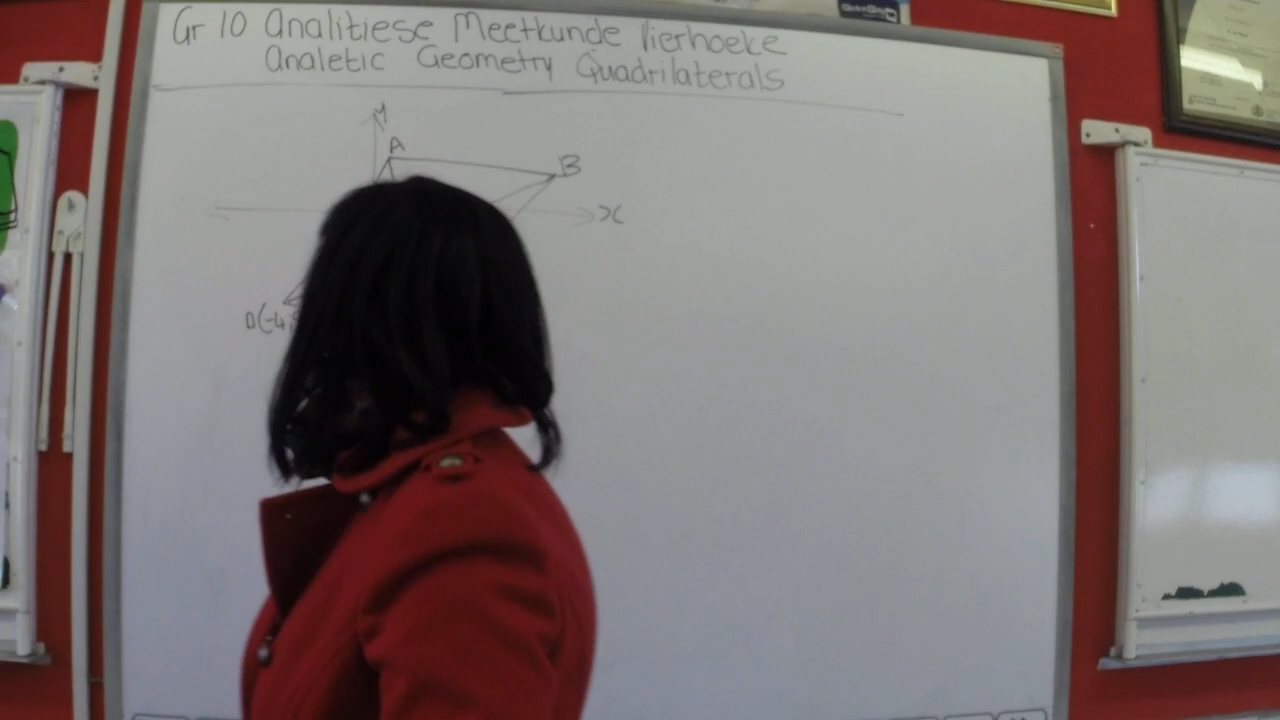 Gr 10 Analitiese Meetkunde Vierhoeke
Analetic Geometry Quadrilaterals
y
A
B
x
D(-4;